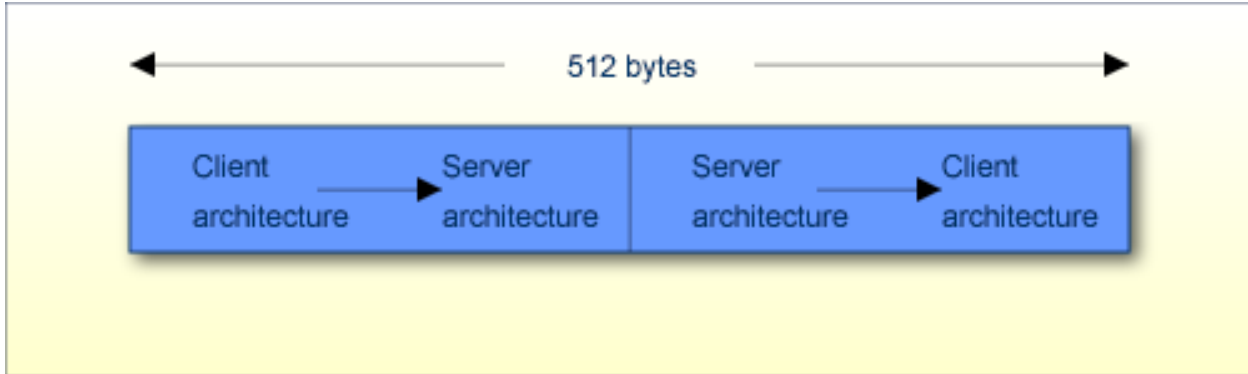 512 bytes
Client
architecture
Server
architecture
Server
architecture
Client
architecture